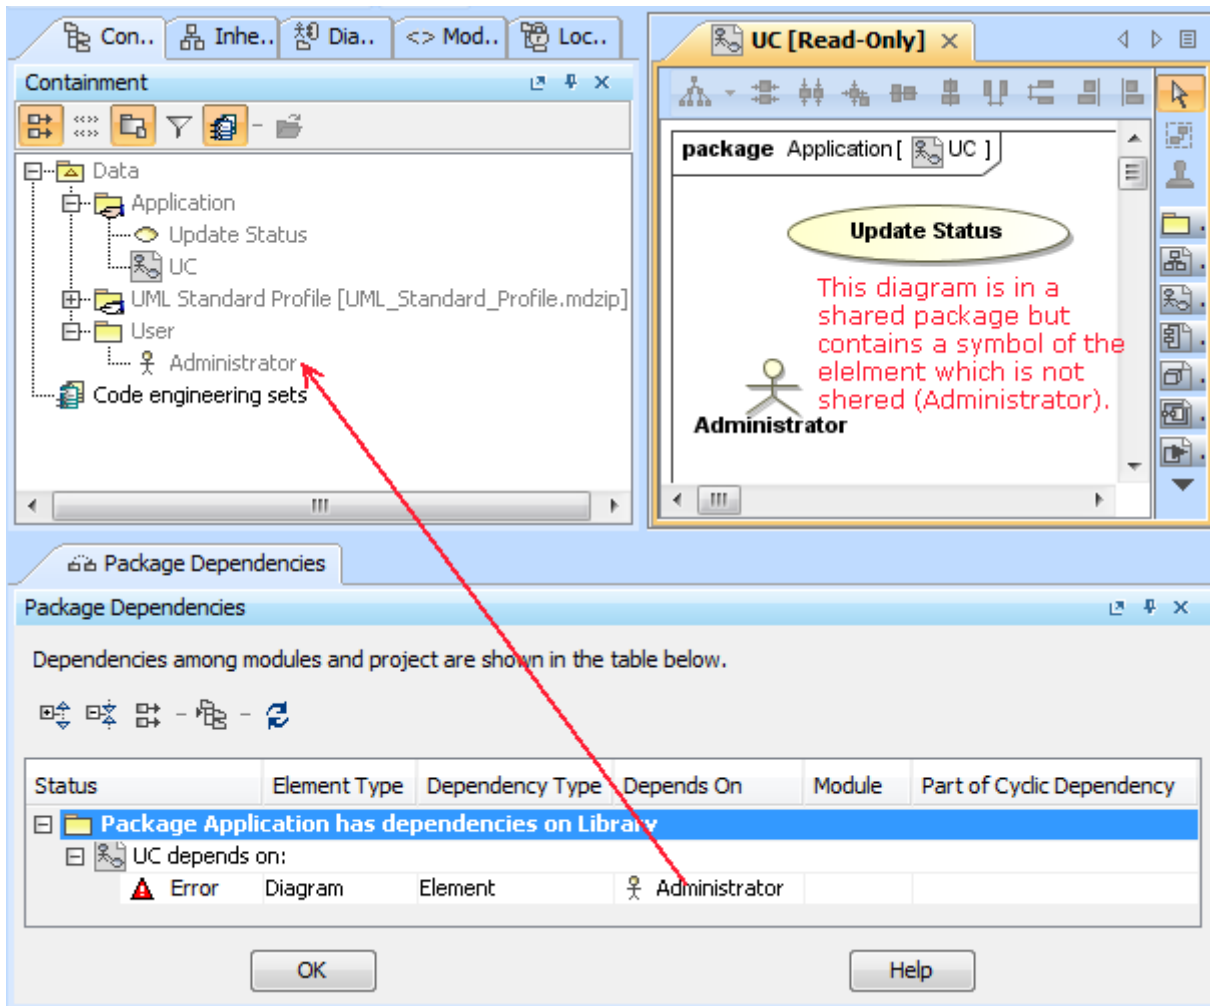 Con..
Inhe..
Dia..
<> Mod..
Loc..
Containment
Data
Application
Update Status
UC
UML Standard Profile [UML_Standard_Profile.mdzip]
User
Administrator
Code engineering sets
UC [Read-Only]
package Application [ UC ]
Update Status
This diagram is in a
shared package but
contains a symbol of the
elelment which is not
shered (Administrator).
Administrator
Package Dependencies
Package Dependencies
Dependencies among modules and project are shown in the table below.
Status Element Type Dependency Type Depends On Module Part of Cyclic Dependency
Package Application has dependencies on Library
UC depends on:
Error Diagram Element Administrator
OK Help